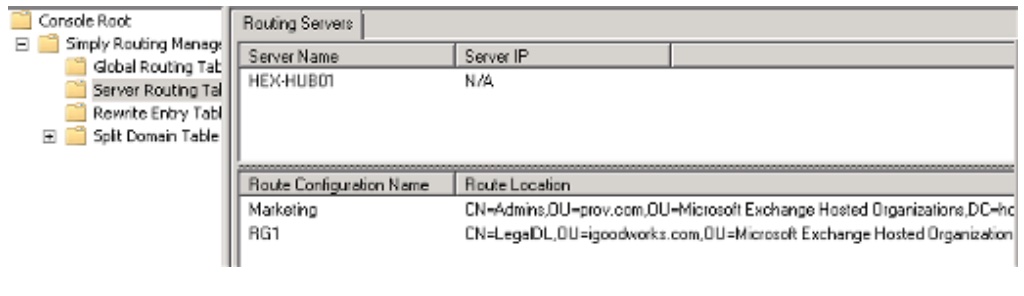 Console Root
Simply Routing Manage
Global Routing Tab
Server Routing Tal
Rewrite Entry Tabl
Split Domain Table
Routing Servers
Server Name Server IP
HEX-HUB01 N/A
Route Configuration Name Route Location
Marketing CN=Admins,OU=prov.com,OU=Microsoft Exchange Hosted Organizations,DC=ho
RG1 CN=LegalDL,OU=igoodworks.com,OU=Microsoft Exchange Hosted Organization